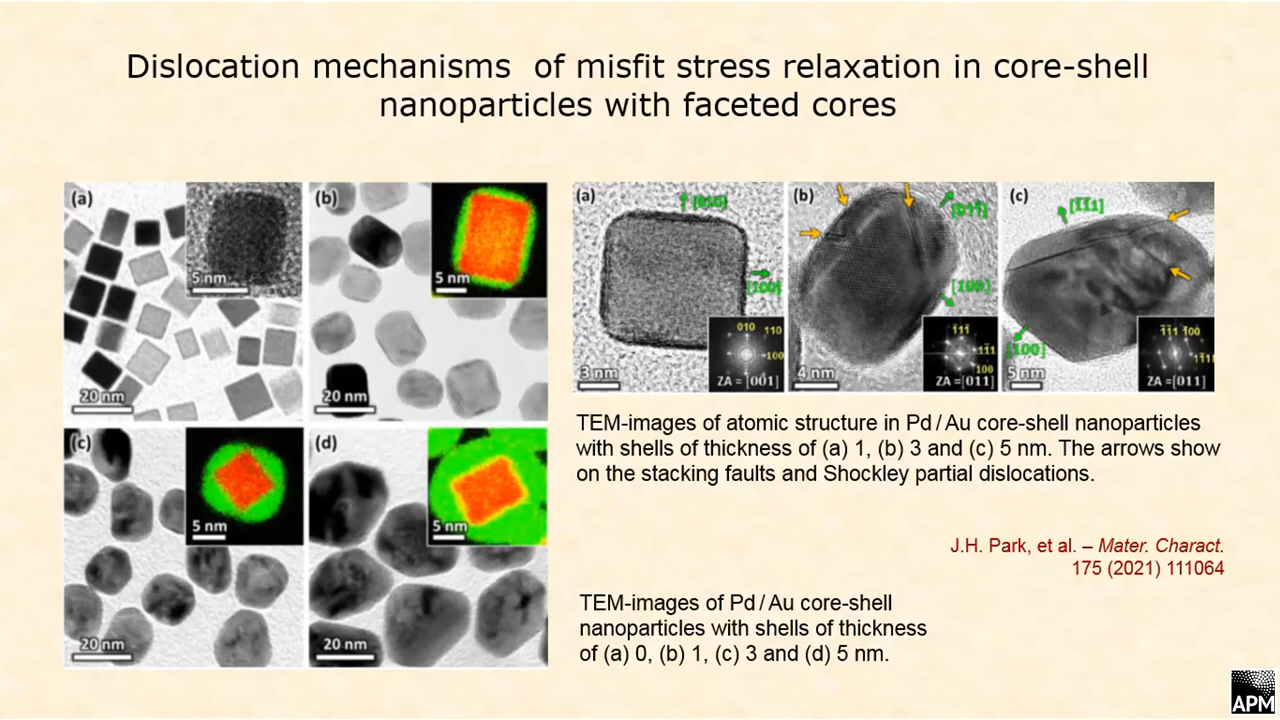 Dislocation mechanisms of misfit stress relaxation in core-shell
nanoparticles with faceted cores
(a)
5 nm
20 nm
(b)
5 nm
20 nm
(c)
5 nm
20 nm
(d)
5 nm
20 nm
(a)
[010]
[100]
3 nm
010
110
100
ZA = [001]
(b)
[100]
4 nm
100
ZA = [011]
(c)
[100]
5 nm
ZA = [011]
TEM-images of atomic structure in Pd / Au core-shell nanoparticles
with shells of thickness of (a) 1, (b) 3 and (c) 5 nm. The arrows show
on the stacking faults and Shockley partial dislocations.
J.H. Park, et al. – Mater. Charact.
175 (2021) 111064
TEM-images of Pd / Au core-shell
nanoparticles with shells of thickness
of (a) 0, (b) 1, (c) 3 and (d) 5 nm.
APM